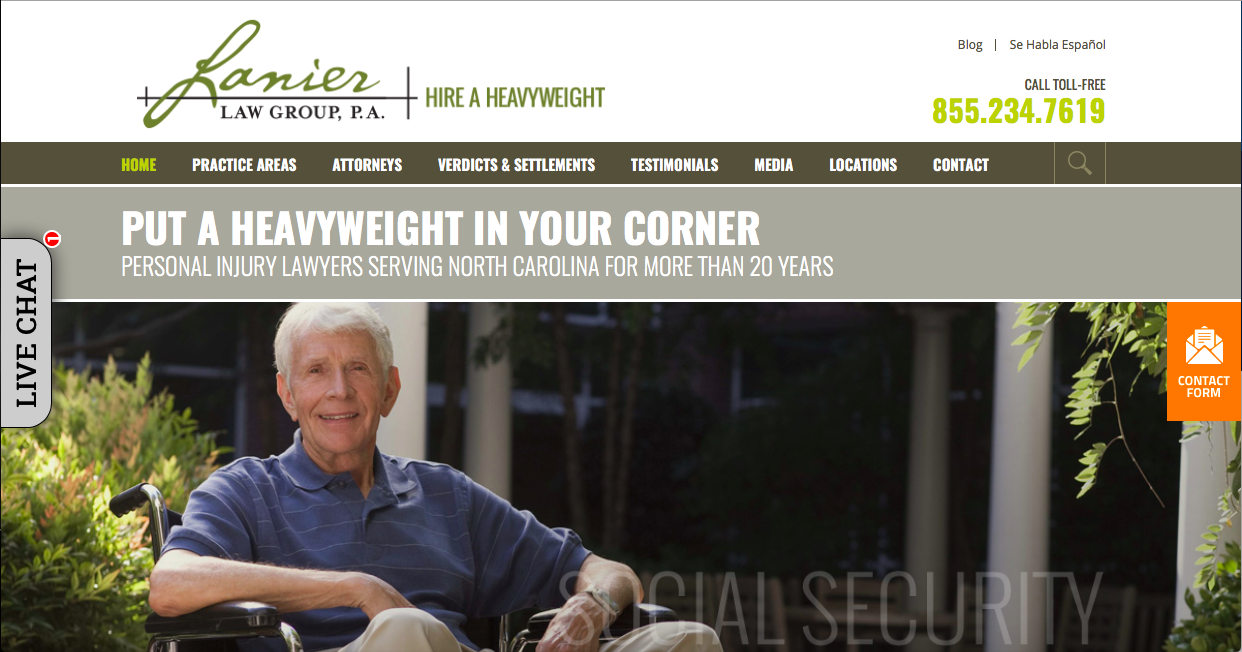 Lanier
LAW GROUP, P.A.
HIRE A HEAVYWEIGHT
Blog | Se Habla Español
CALL TOLL-FREE
855.234.7619
HOME PRACTICE AREAS ATTORNEYS VERDICTS & SETTLEMENTS TESTIMONIALS MEDIA LOCATIONS CONTACT
PUT A HEAVYWEIGHT IN YOUR CORNER
PERSONAL INJURY LAWYERS SERVING NORTH CAROLINA FOR MORE THAN 20 YEARS
1
LIVE CHAT
CONTACT
FORM
SOCIAL SECURITY